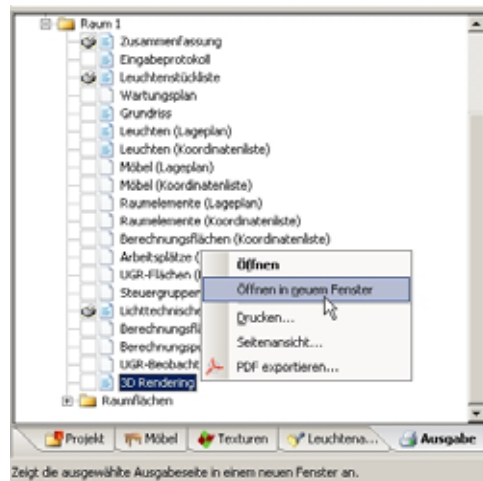 Raum 1
Zusammenfassung
Eingabeprotokoll
Leuchtenstückliste
Wartungsplan
Grundriss
Leuchten (Lageplan)
Leuchten (Koordinatenliste)
Möbel (Lageplan)
Möbel (Koordinatenliste)
Raumelemente (Lageplan)
Raumelemente (Koordinatenliste)
Berechnungsflächen (Koordinatenliste)
Arbeitsplätze (
UGR-Flächen (
Steuergruppen
Lichttechnische
Berechnungsflä
Berechnungspu
UGR-Beobacht
3D Rendering
Raumflächen
Öffnen
Öffnen in neuem Fenster
Drucken...
Seitenansicht...
PDF exportieren...
Projekt Möbel Texturen Leuchtena... Ausgabe
Zeigt die ausgewählte Ausgabeseite in einem neuen Fenster an.